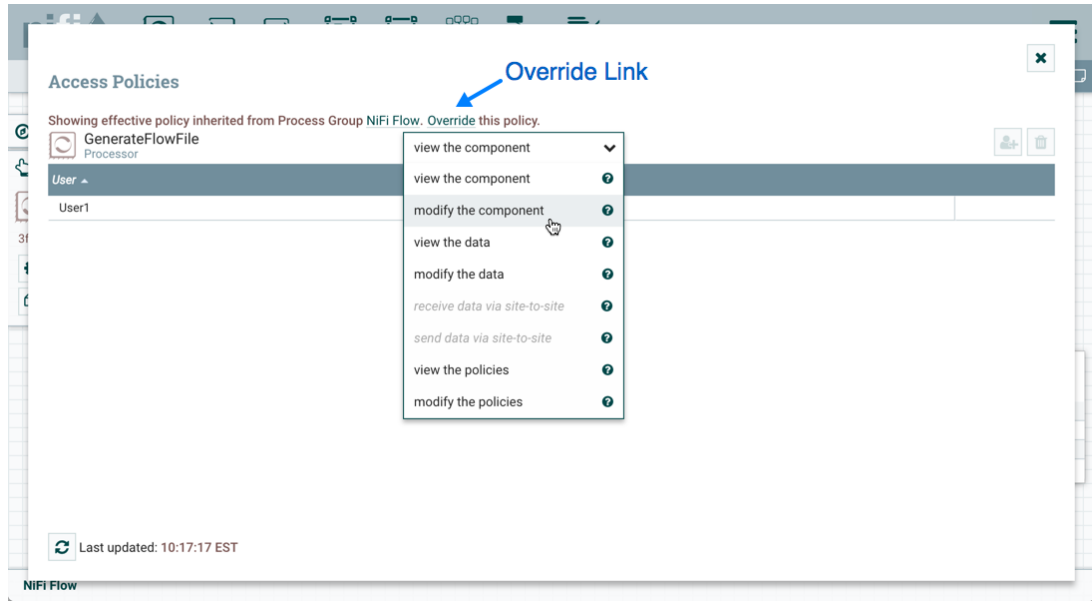 nifi
Override Link
Access Policies
Showing effective policy inherited from Process Group NiFi Flow. Override this policy.
GenerateFlowFile
Processor
view the component
User
view the component
User1
modify the component
view the data
modify the data
receive data via site-to-site
send data via site-to-site
view the policies
modify the policies
Last updated: 10:17:17 EST
NiFi Flow